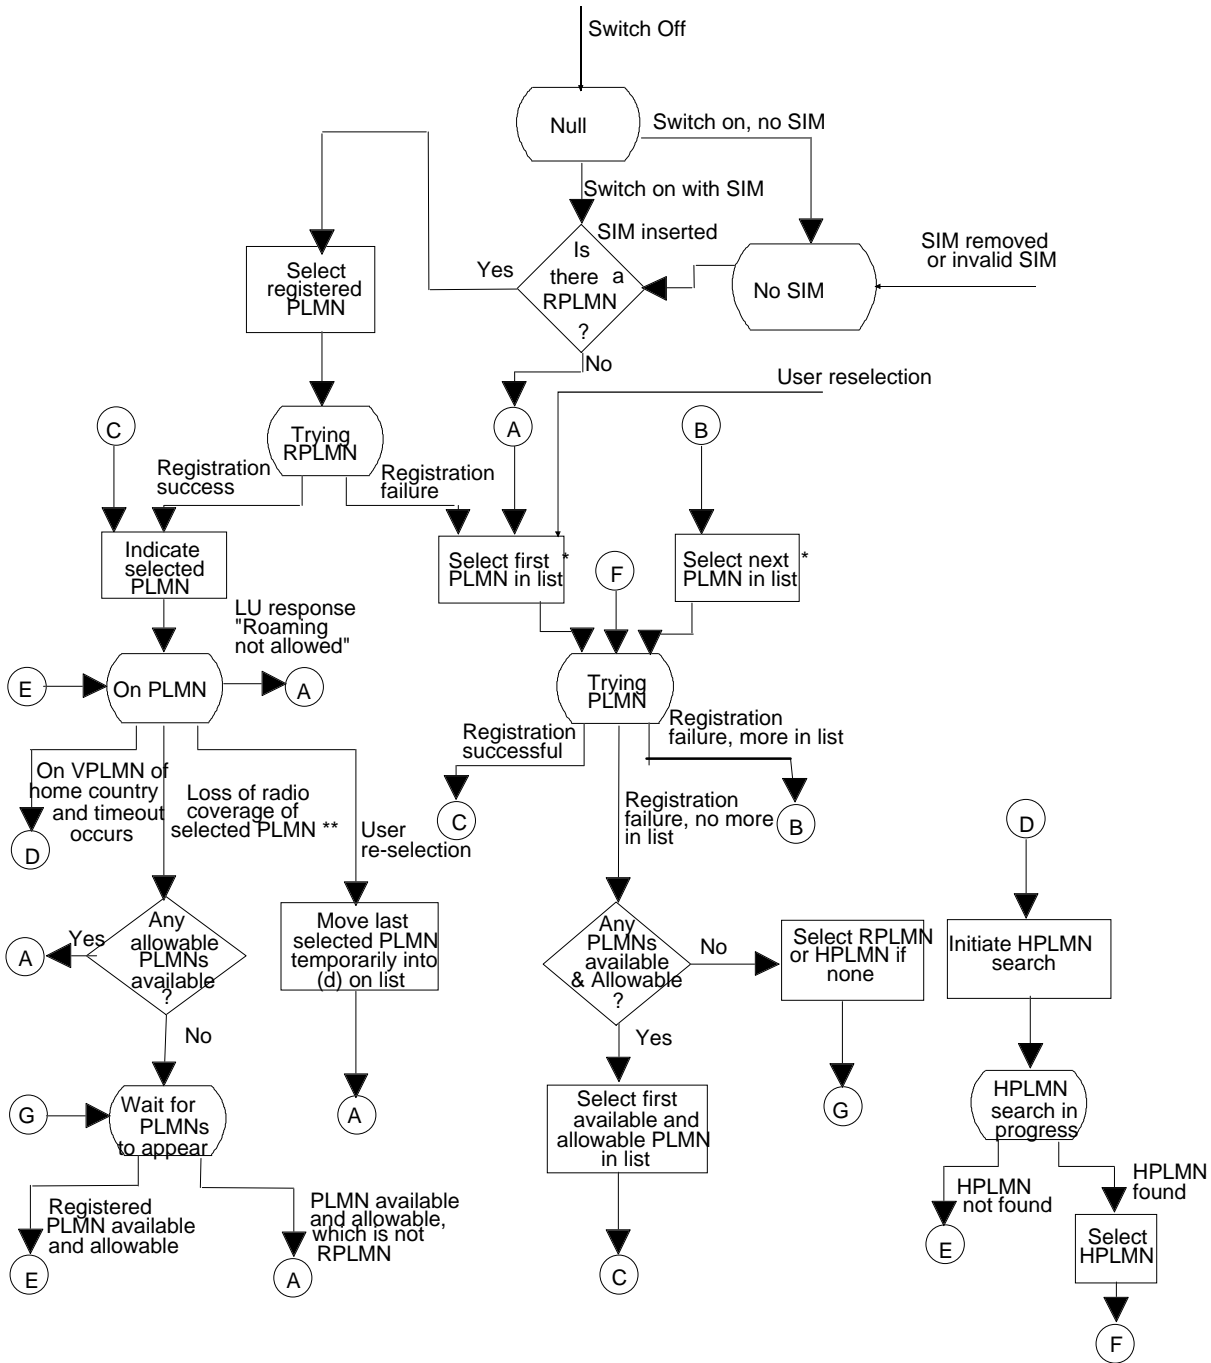 Switch Off
Null
Switch on, no SIM
Switch on with SIM
SIM inserted
SIM removed
or invalid SIM
Is
there a
RPLMN
?
Yes
No
No SIM
Select
registered
PLMN
User reselection
C
Trying
RPLMN
A
B
Registration
success
Registration
failure
Indicate
selected
PLMN
Select first *
PLMN in list
F
Select next *
PLMN in list
LU response
"Roaming
not allowed"
E
On PLMN
A
Trying
PLMN
Registration
successful
Registration
failure, more in list
On VPLMN of
home country
and timeout
occurs
Loss of radio
coverage of
selected PLMN **
User
re-selection
D
C
Registration
failure, no more
in list
B
D
A
Yes
Any
allowable
PLMNs
available
?
No
Move last
selected PLMN
temporarily into
(d) on list
Any
PLMNs
available
& Allowable
?
No
Yes
Select RPLMN
or HPLMN if
none
Initiate HPLMN
search
G
Wait for
PLMNs
to appear
A
Select first
available and
allowable PLMN
in list
G
HPLMN
search in
progress
Registered
PLMN available
and allowable
PLMN available
and allowable,
which is not
RPLMN
HPLMN
not found
HPLMN
found
E
A
C
E
Select
HPLMN
F